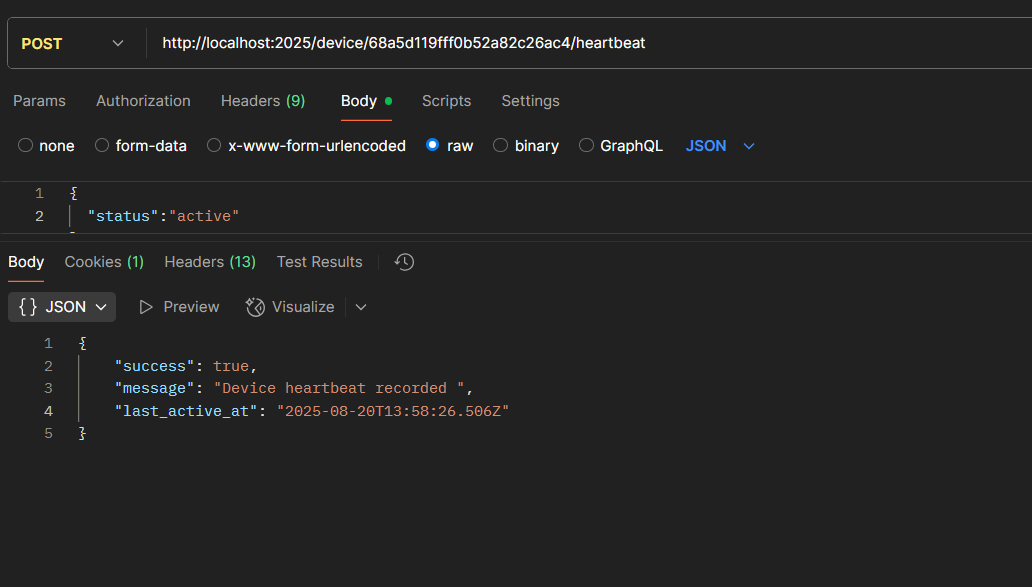 POST http://localhost:2025/device/68a5d119fff0b52a82c26ac4/heartbeat
Params Authorization Headers (9) Body Scripts Settings
none form-data x-www-form-urlencoded raw binary GraphQL JSON
1 {
2 "status":"active"
Body Cookies (1) Headers (13) Test Results
{} JSON Preview Visualize
1 {
2 "success": true,
3 "message": "Device heartbeat recorded ",
4 "last_active_at": "2025-08-20T13:58:26.506Z"
5 }